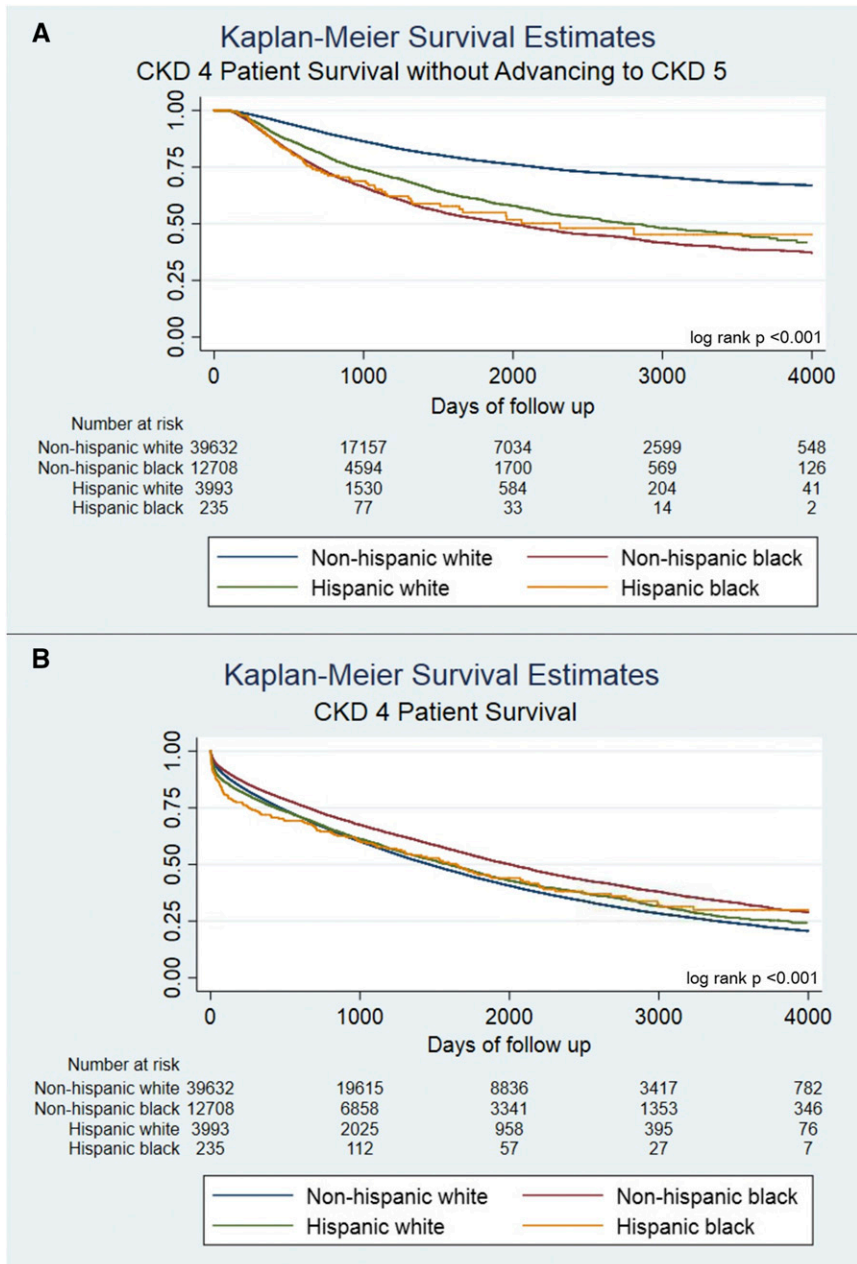 A
Kaplan-Meier Survival Estimates
CKD 4 Patient Survival without Advancing to CKD 5
1.00
0.75
0.50
0.25
0.00
log rank p <0.001
0 1000 2000 3000 4000
Days of follow up
Number at risk
Non-hispanic white 39632 17157 7034 2599 548
Non-hispanic black 12708 4594 1700 569 126
Hispanic white 3993 1530 584 204 41
Hispanic black 235 77 33 14 2
Non-hispanic white Non-hispanic black
Hispanic white Hispanic black
B
Kaplan-Meier Survival Estimates
CKD 4 Patient Survival
1.00
0.75
0.50
0.25
0.00
log rank p <0.001
0 1000 2000 3000 4000
Days of follow up
Number at risk
Non-hispanic white 39632 19615 8836 3417 782
Non-hispanic black 12708 6858 3341 1353 346
Hispanic white 3993 2025 958 395 76
Hispanic black 235 112 57 27 7
Non-hispanic white Non-hispanic black
Hispanic white Hispanic black